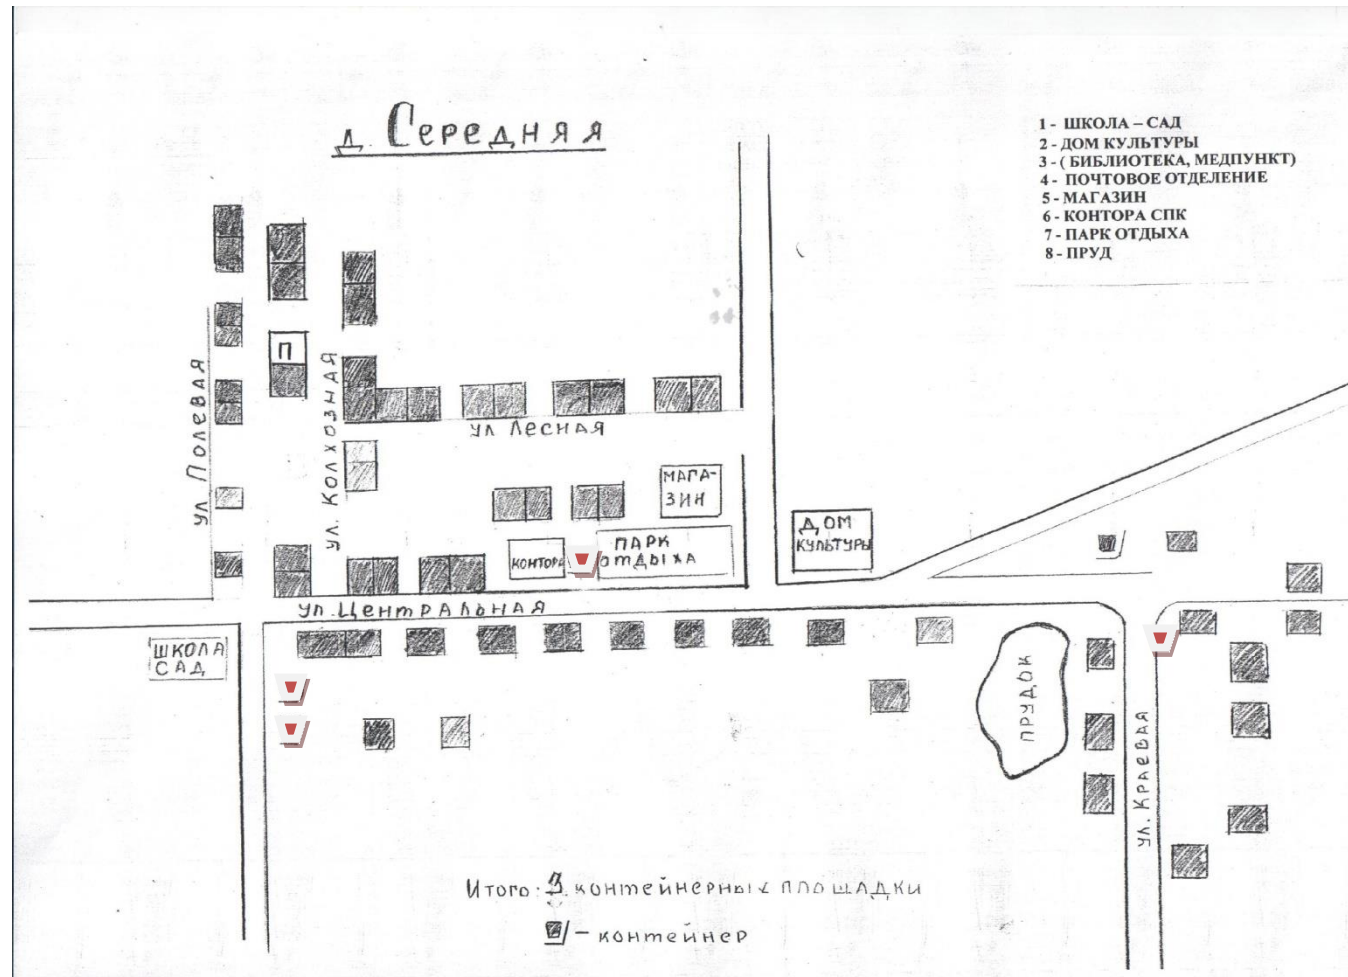 д. Середняя
1 - ШКОЛА – САД
2 - ДОМ КУЛЬТУРЫ
3 - ( БИБЛИОТЕКА, МЕДПУНКТ)
4 - ПОЧТОВОЕ ОТДЕЛЕНИЕ
5 - МАГАЗИН
6 - КОНТОРА СПК
7 - ПАРК ОТДЫХА
8 - ПРУД
П
ул Полевая
ул. Колхозная
ул Лесная
МАГА-
ЗИН
ДОМ
КУЛЬТУРЫ
КОНТОРА
ПАРК
ОТДЫХА
ул. Центральная
ШКОЛА
САД
ПРУДОК
ул. Краевая
Итого: 3 контейнерных площадки
– контейнер